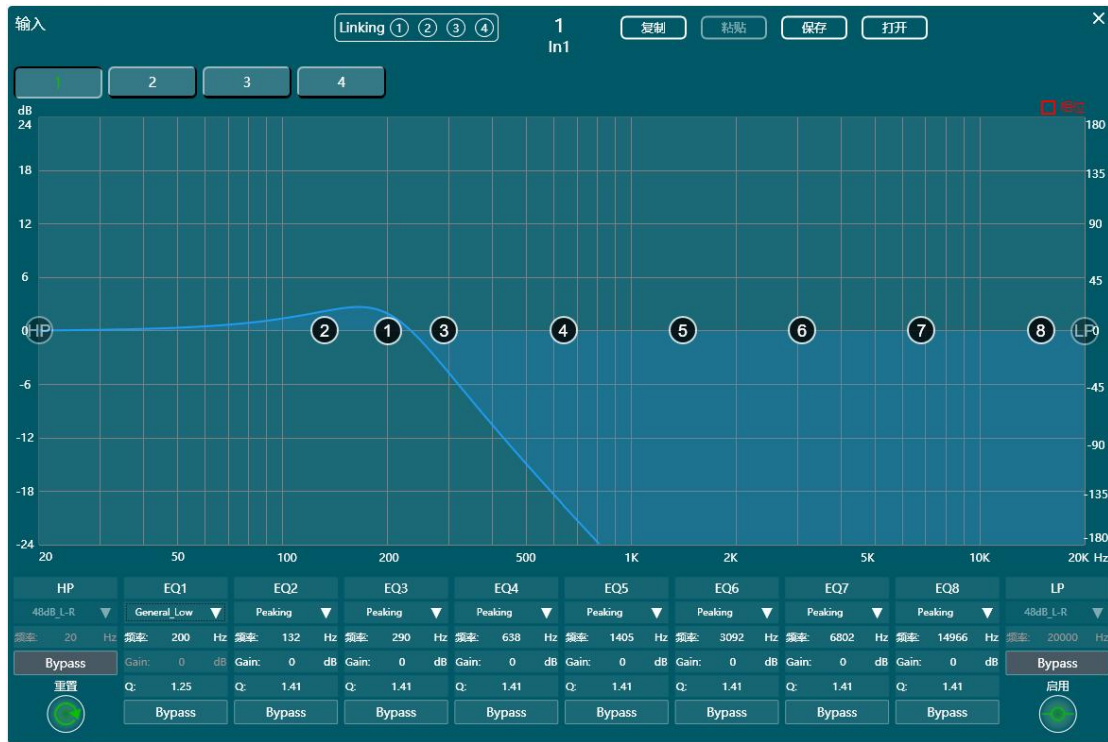 输入
Linking 1 2 3 4
1
In1
复制 粘贴 保存 打开
1 2 3 4
dB
24 180
18 135
12 90
6 45
0 HP 2 1 3 4 5 6 7 8 LP 0
-6 -45
-12 -90
-18 -135
-24 -180
20 50 100 200 500 1K 2K 5K 10K 20K Hz
HP EQ1 EQ2 EQ3 EQ4 EQ5 EQ6 EQ7 EQ8 LP
48dB_L-R General_Low Peaking Peaking Peaking Peaking Peaking Peaking Peaking 48dB_L-R
频率: 20 Hz 频率: 200 Hz 频率: 132 Hz 频率: 290 Hz 频率: 638 Hz 频率: 1405 Hz 频率: 3092 Hz 频率: 6802 Hz 频率: 14966 Hz 频率: 20000 Hz
Bypass Gain: 0 dB Gain: 0 dB Gain: 0 dB Gain: 0 dB Gain: 0 dB Gain: 0 dB Gain: 0 dB Gain: 0 dB Bypass
重置 Q: 1.25 Q: 1.41 Q: 1.41 Q: 1.41 Q: 1.41 Q: 1.41 Q: 1.41 Q: 1.41 启用
Bypass Bypass Bypass Bypass Bypass Bypass Bypass Bypass